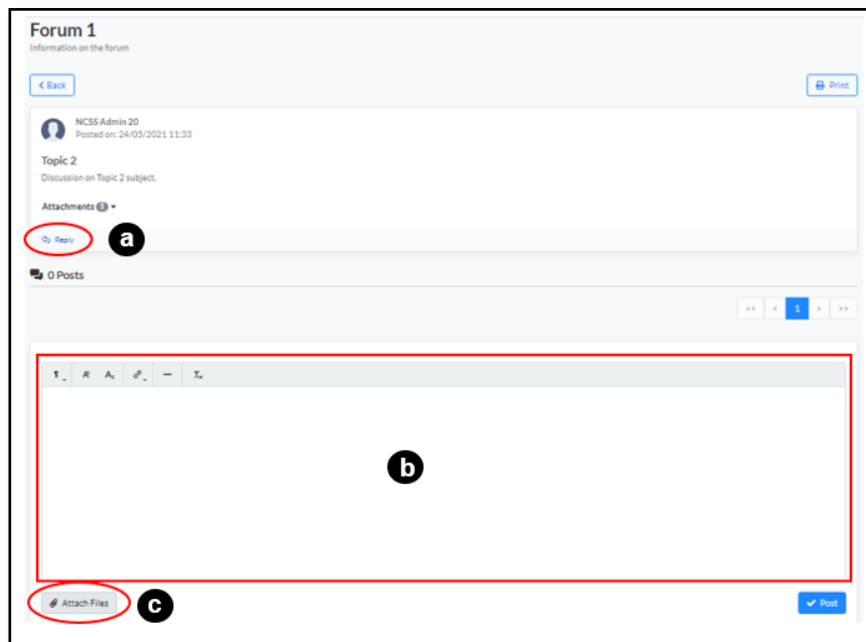 Forum 1
Information on the forum
Back
Print
NCSS Admin 20
Posted on: 24/05/2021 11:33
Topic 2
Discussion on Topic 2 subject.
Attachments
Reply
a
0 Posts
<< < 1 > >>
b
Attach Files
c
Post